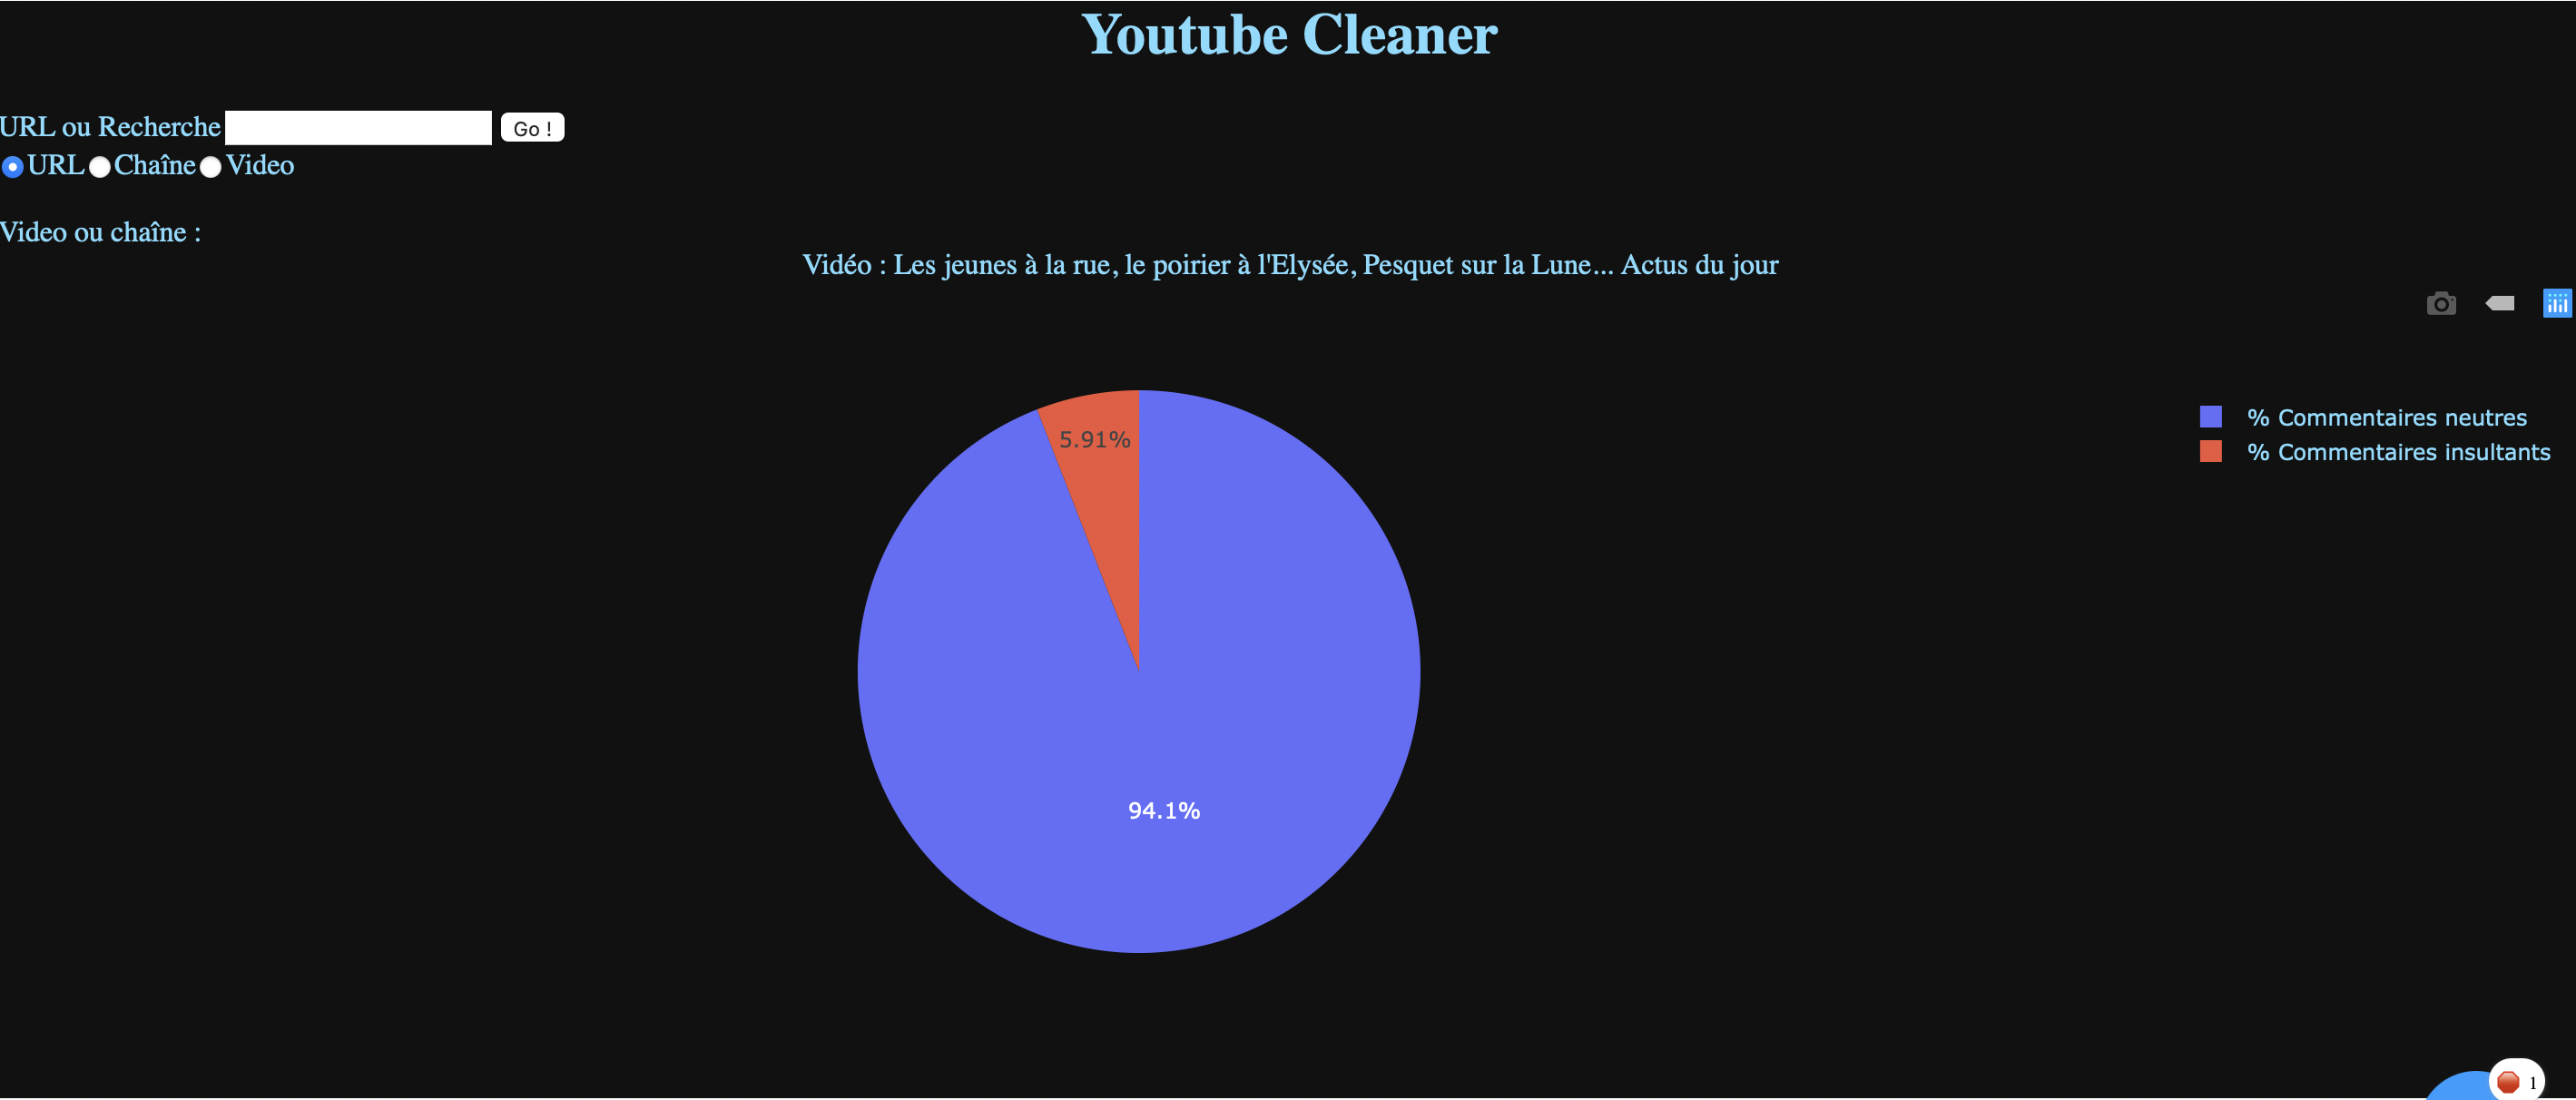 Youtube Cleaner
URL ou Recherche Go !
URL Chaîne Video
Video ou chaîne :
Vidéo : Les jeunes à la rue, le poirier à l'Elysée, Pesquet sur la Lune... Actus du jour
% Commentaires neutres
% Commentaires insultants
5.91%
94.1%
1